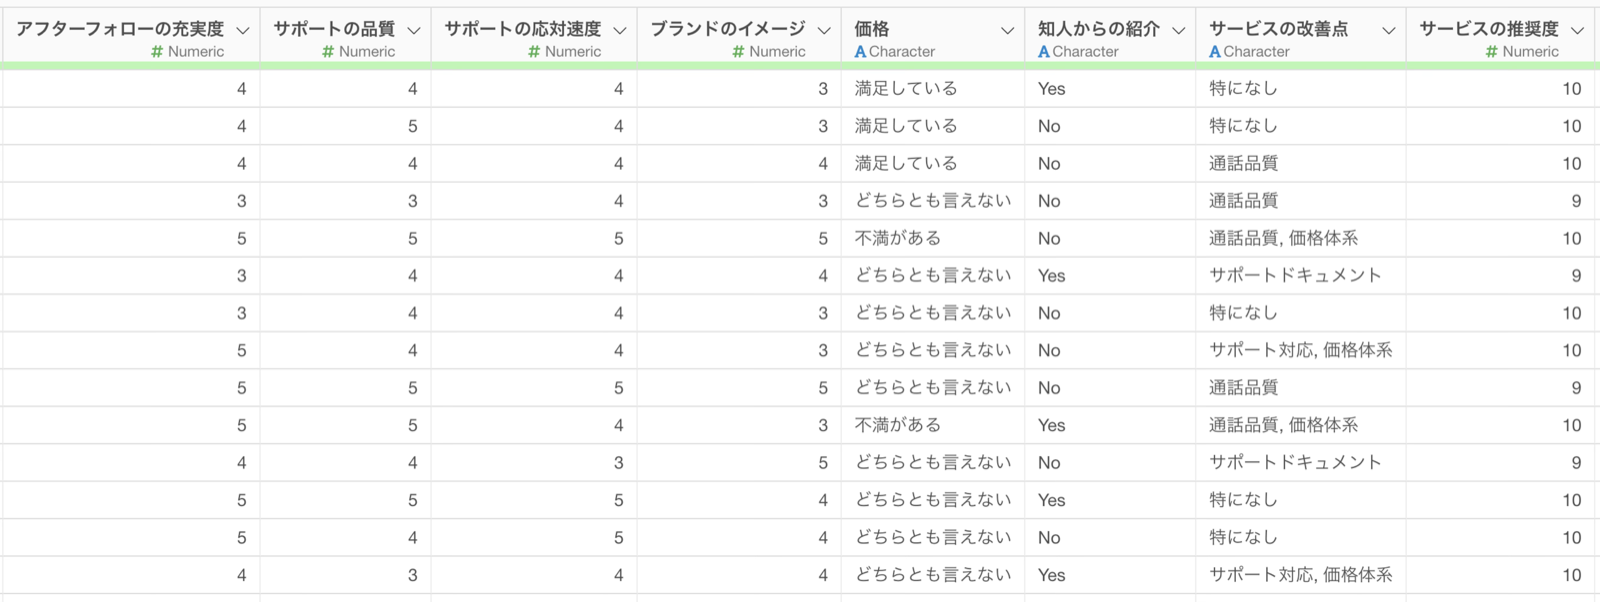 アフターフォローの充実度 サポートの品質 サポートの応対速度 ブランドのイメージ 価格 知人からの紹介 サービスの改善点 サービスの推奨度
# Numeric # Numeric # Numeric # Numeric A Character A Character A Character # Numeric
4 4 4 3 満足している Yes 特になし 10
4 5 4 3 満足している No 特になし 10
4 4 4 4 満足している No 通話品質 10
3 3 4 3 どちらとも言えない No 通話品質 9
5 5 5 5 不満がある No 通話品質, 価格体系 10
3 4 4 4 どちらとも言えない Yes サポートドキュメント 9
3 4 4 3 どちらとも言えない No 特になし 10
5 4 4 3 どちらとも言えない No サポート対応, 価格体系 10
5 5 5 5 どちらとも言えない No 通話品質 9
5 5 4 3 不満がある Yes 通話品質, 価格体系 10
4 4 3 5 どちらとも言えない No サポートドキュメント 9
5 5 5 4 どちらとも言えない Yes 特になし 10
5 4 5 4 どちらとも言えない No 特になし 10
4 3 4 4 どちらとも言えない Yes サポート対応, 価格体系 10